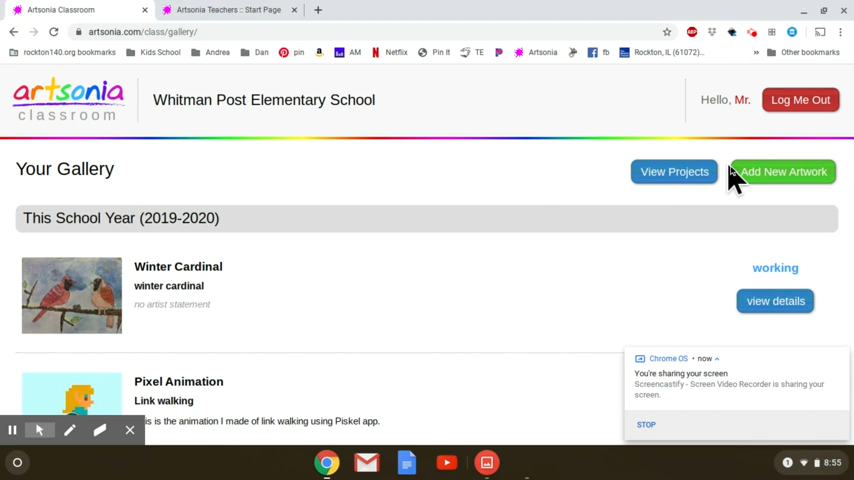 Artsonia Classroom
Artsonia Teachers :: Start Page
artsonia.com/class/gallery/
rockton140.org bookmarks
Kids School
Andrea
Dan
pin
AM
Netflix
Pin It
TE
Artsonia
fb
Rockton, IL (61072)...
Other bookmarks
artsonia
classroom
Whitman Post Elementary School
Hello, Mr.
Log Me Out
Your Gallery
View Projects
Add New Artwork
This School Year (2019-2020)
Winter Cardinal
winter cardinal
no artist statement
working
view details
Chrome OS • now
You're sharing your screen
Screencastify - Screen Video Recorder is sharing your
screen.
STOP
Pixel Animation
Link walking
is is the animation I made of link walking using Piskel app.
1
8:55